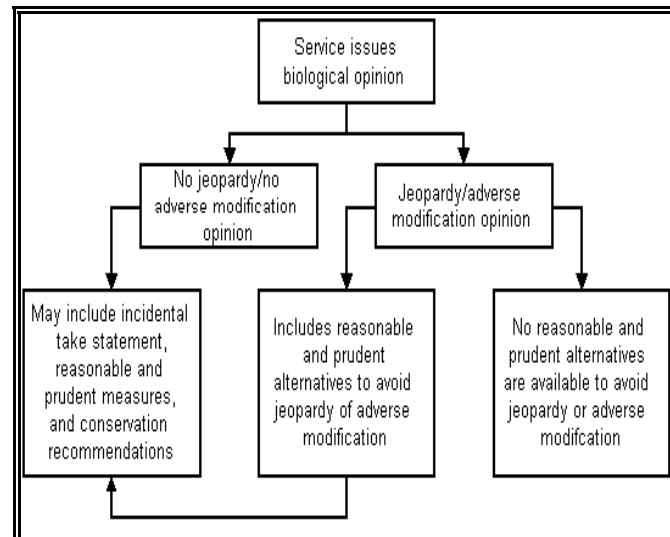 Service issues
biological opinion
No jeopardy/no
adverse modification
opinion
Jeopardy/adverse
modification opinion
May include incidental
take statement,
reasonable and
prudent measures,
and conservation
recommendations
Includes reasonable
and prudent
alternatives to avoid
jeopardy of adverse
modification
No reasonable and
prudent alternatives
are available to avoid
jeopardy or adverse
modifcation